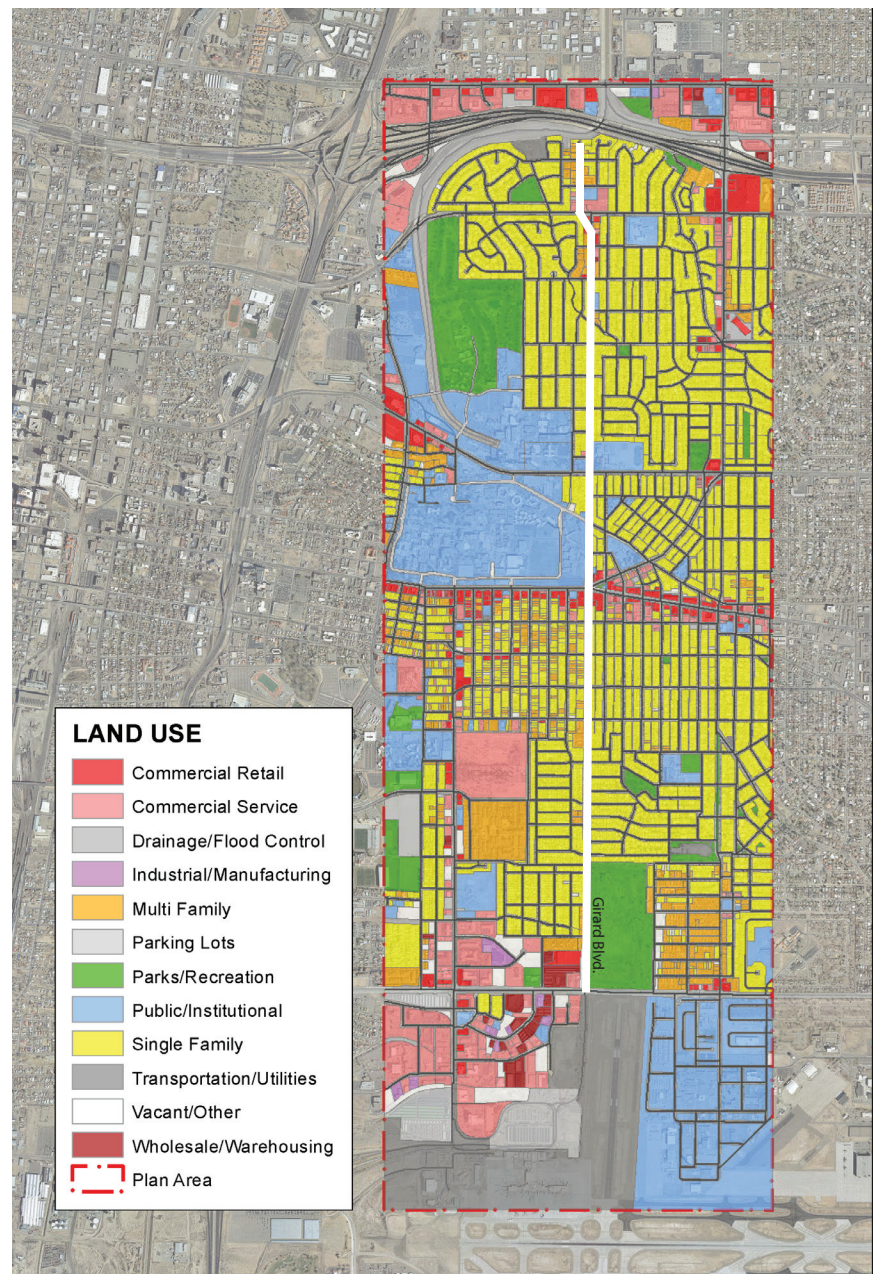 LAND USE
Commercial Retail
Commercial Service
Drainage/Flood Control
Industrial/Manufacturing
Multi Family
Parking Lots
Parks/Recreation
Public/Institutional
Single Family
Transportation/Utilities
Vacant/Other
Wholesale/Warehousing
Plan Area
Girard Blvd.